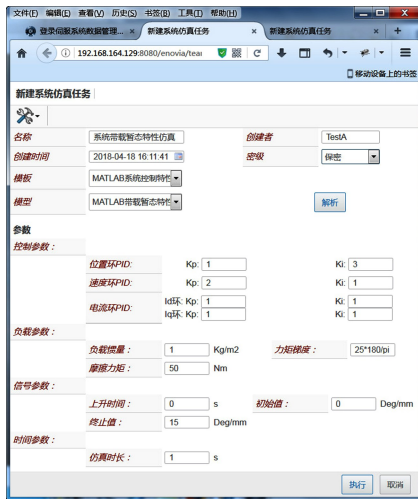 文件(F) 编辑(E) 查看(V) 历史(S) 书签(B) 工具(T) 帮助(H)
登录伺服系统数据管理... × 新建系统仿真任务 × 新建系统仿真任务
192.168.164.129:8080/enovia/tear
移动设备上的书签
新建系统仿真任务
名称 系统带载暂态特性仿真 创建者 TestA
创建时间 2018-04-18 16:11:41 密级 保密
模板 MATLAB系统控制特
模型 MATLAB带载暂态特性 解析
参数
控制参数：
位置环PID: Kp: 1 Ki: 3
速度环PID: Kp: 2 Ki: 1
电流环PID: Id环: Kp: 1 Ki: 1
Iq环: Kp: 1 Ki: 1
负载参数：
负载惯量： 1 Kg/m2 力矩梯度： 25*180/pi
摩擦力矩： 50 Nm
信号参数：
上升时间： 0 s 初始值： 0 Deg/mm
终止值： 15 Deg/mm
时间参数：
仿真时长： 1 s
执行 取消